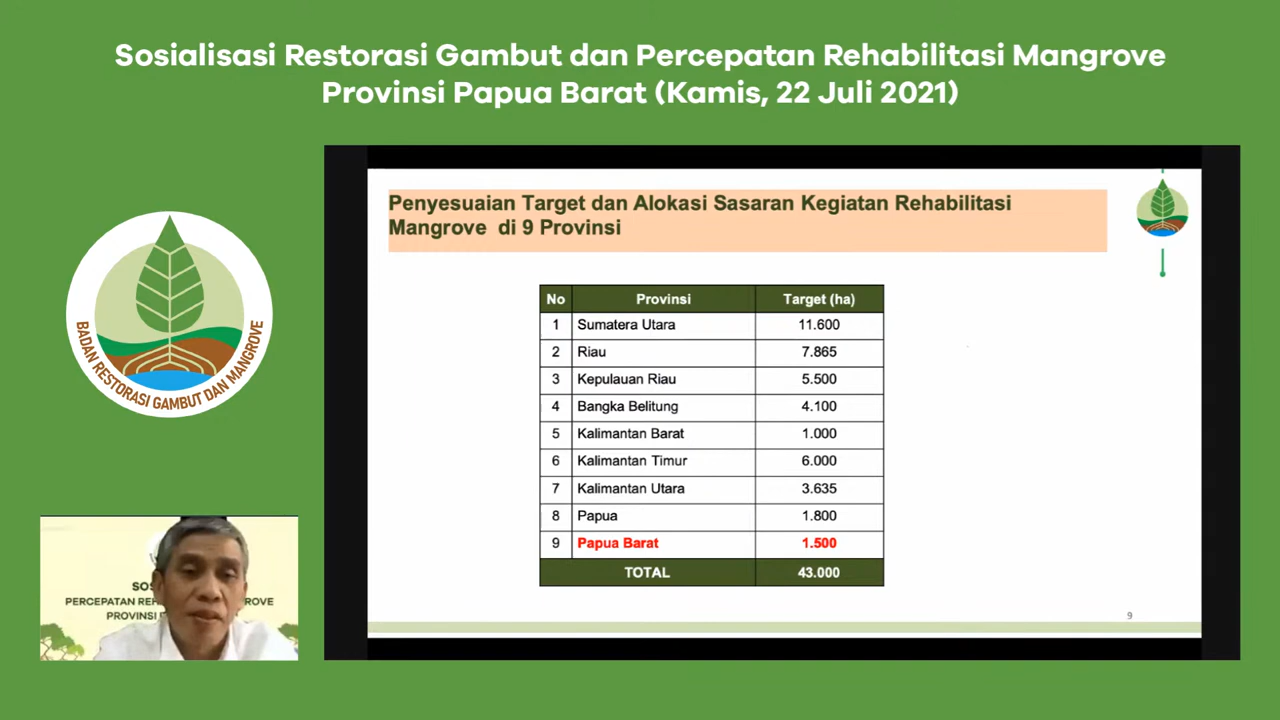 Sosialisasi Restorasi Gambut dan Percepatan Rehabilitasi Mangrove
Provinsi Papua Barat (Kamis, 22 Juli 2021)
BADAN RESTORASI GAMBUT DAN MANGROVE
Penyesuaian Target dan Alokasi Sasaran Kegiatan Rehabilitasi
Mangrove di 9 Provinsi
No Provinsi Target (ha)
1 Sumatera Utara 11.600
2 Riau 7.865
3 Kepulauan Riau 5.500
4 Bangka Belitung 4.100
5 Kalimantan Barat 1.000
6 Kalimantan Timur 6.000
7 Kalimantan Utara 3.635
8 Papua 1.800
9 Papua Barat 1.500
TOTAL 43.000
9
PERCEPATAN
PROVINSI